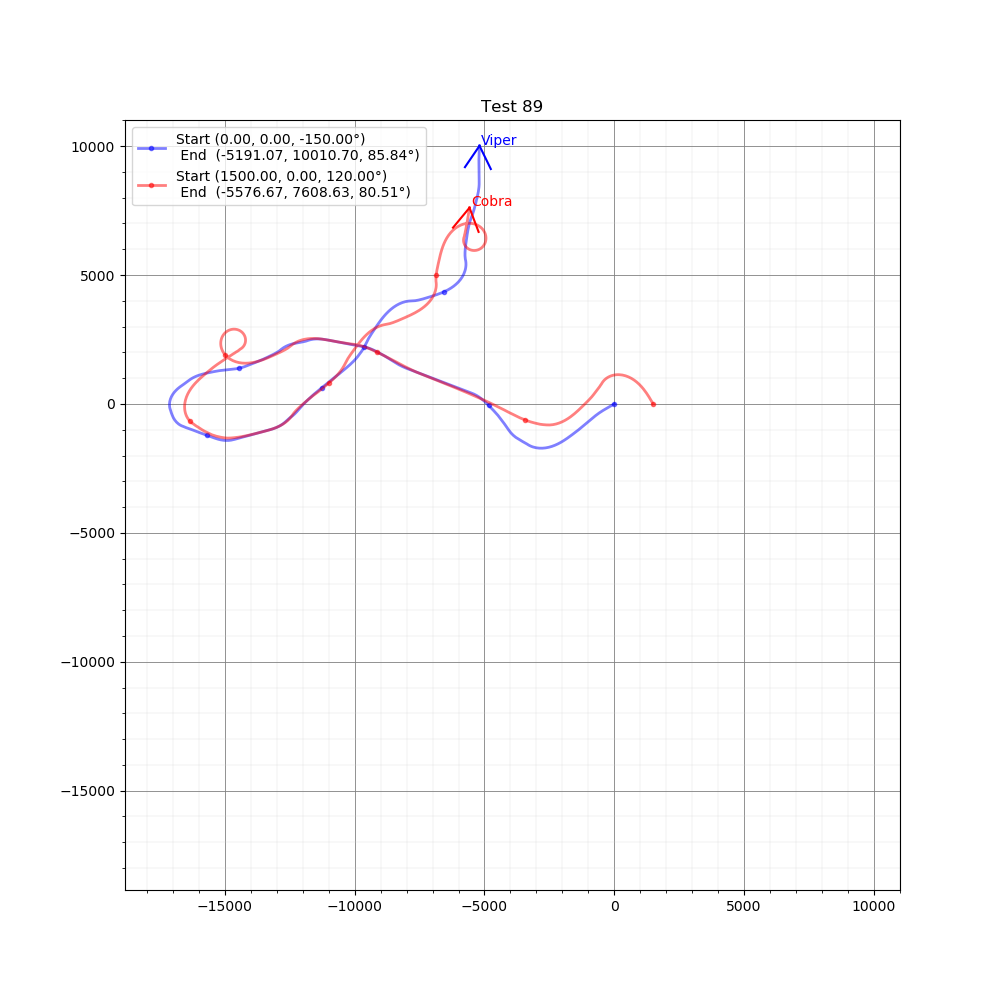 Test 89
Start (0.00, 0.00, -150.00°)
End (-5191.07, 10010.70, 85.84°)
Start (1500.00, 0.00, 120.00°)
End (-5576.67, 7608.63, 80.51°)
Viper
Cobra
10000
5000
0
−5000
−10000
−15000
−15000 −10000 −5000 0 5000 10000